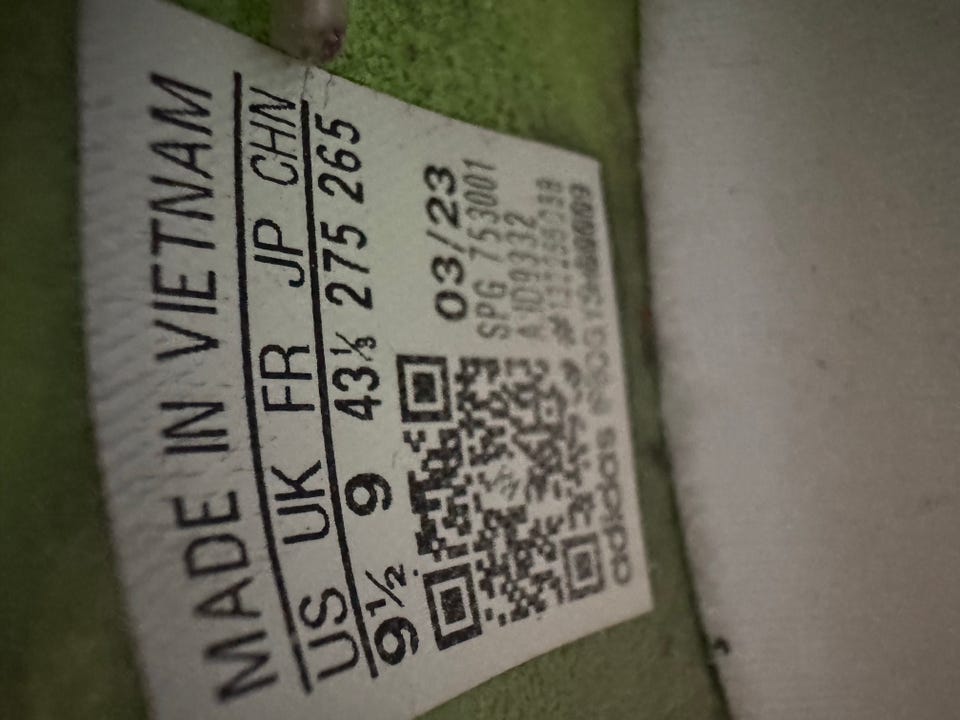 MADE IN VIETNAM
US UK FR JP CHN
9½ 9 43⅓ 275 265
03/23
SPG 753001
adidas